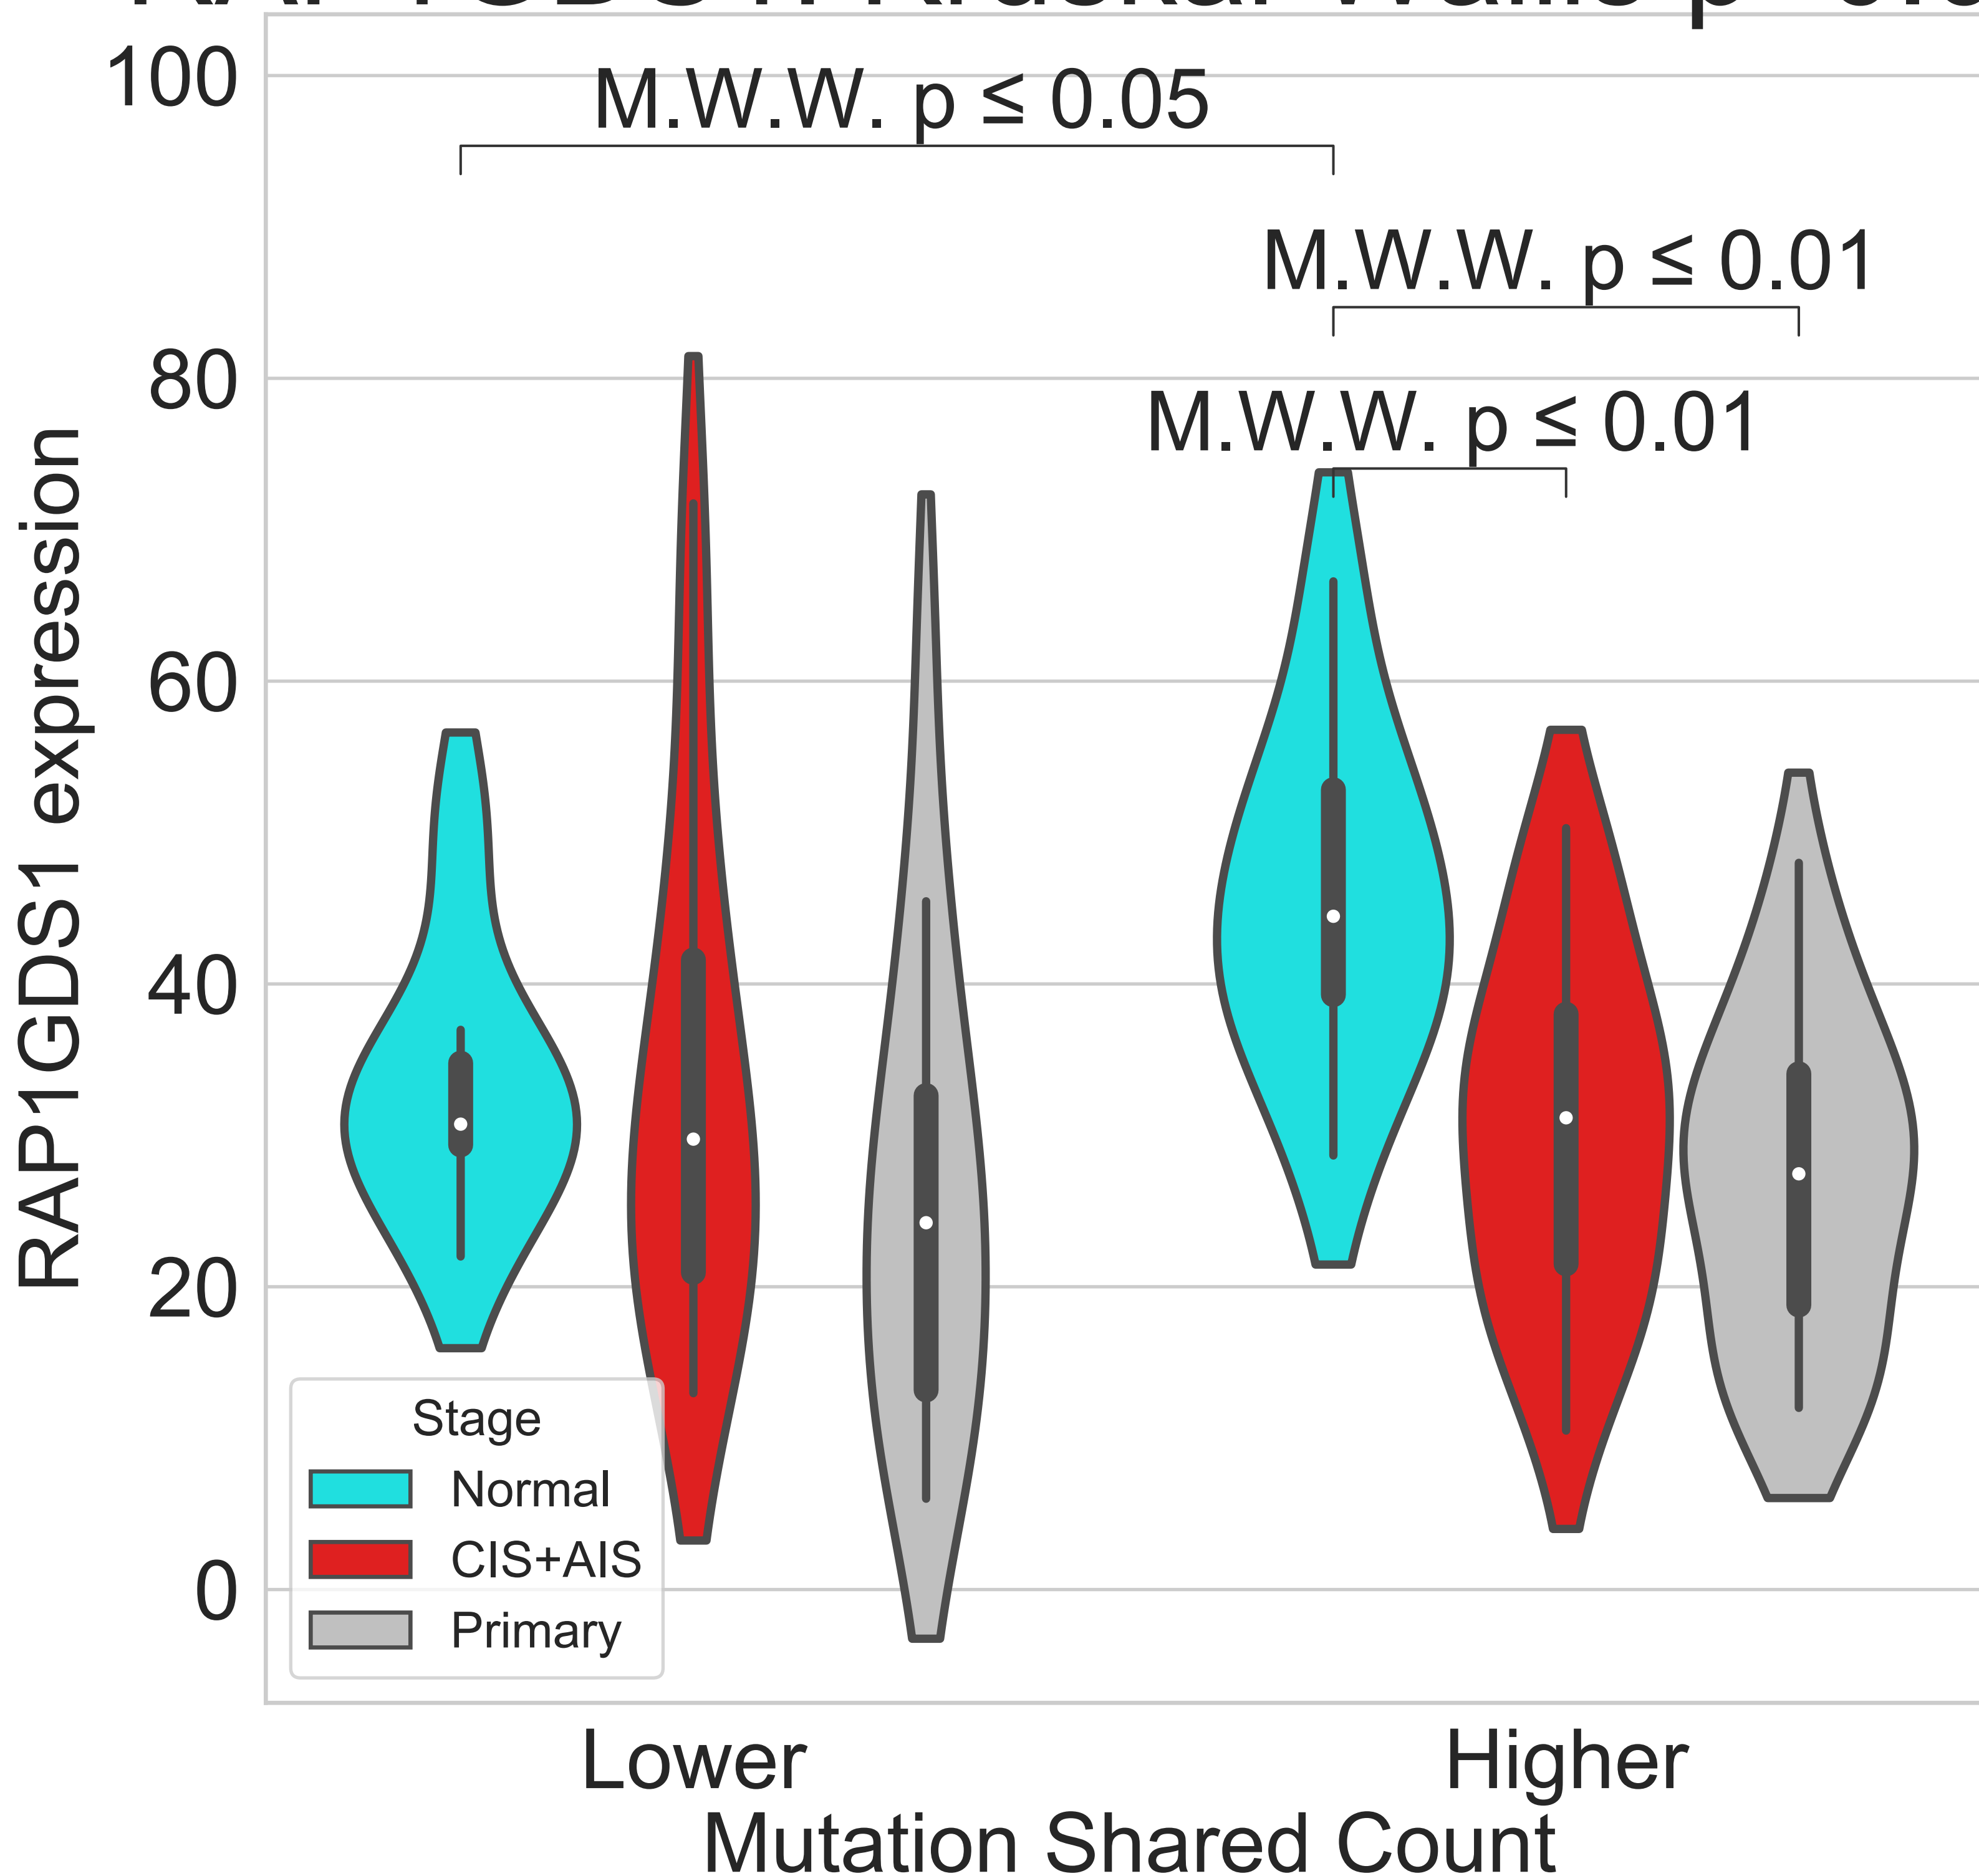 100
M.W.W. p ≤ 0.05
M.W.W. p ≤ 0.01
80
M.W.W. p ≤ 0.01
60
40
20
0
RAP1GDS1 expression
Stage
Normal
CIS+AIS
Primary
Lower
Higher
Mutation Shared Count